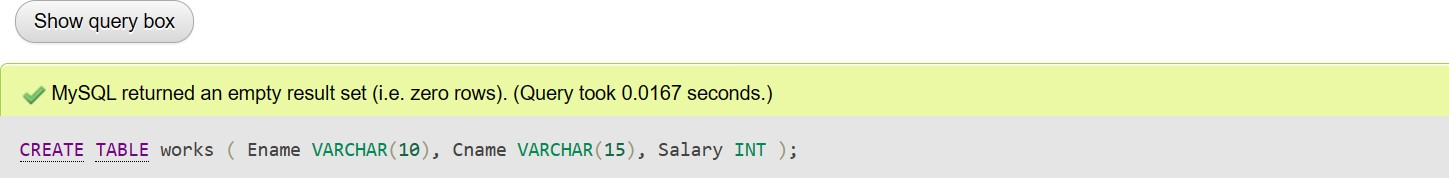 Show query box
MySQL returned an empty result set (i.e. zero rows). (Query took 0.0167 seconds.)
CREATE TABLE works ( Ename VARCHAR(10), Cname VARCHAR(15), Salary INT );